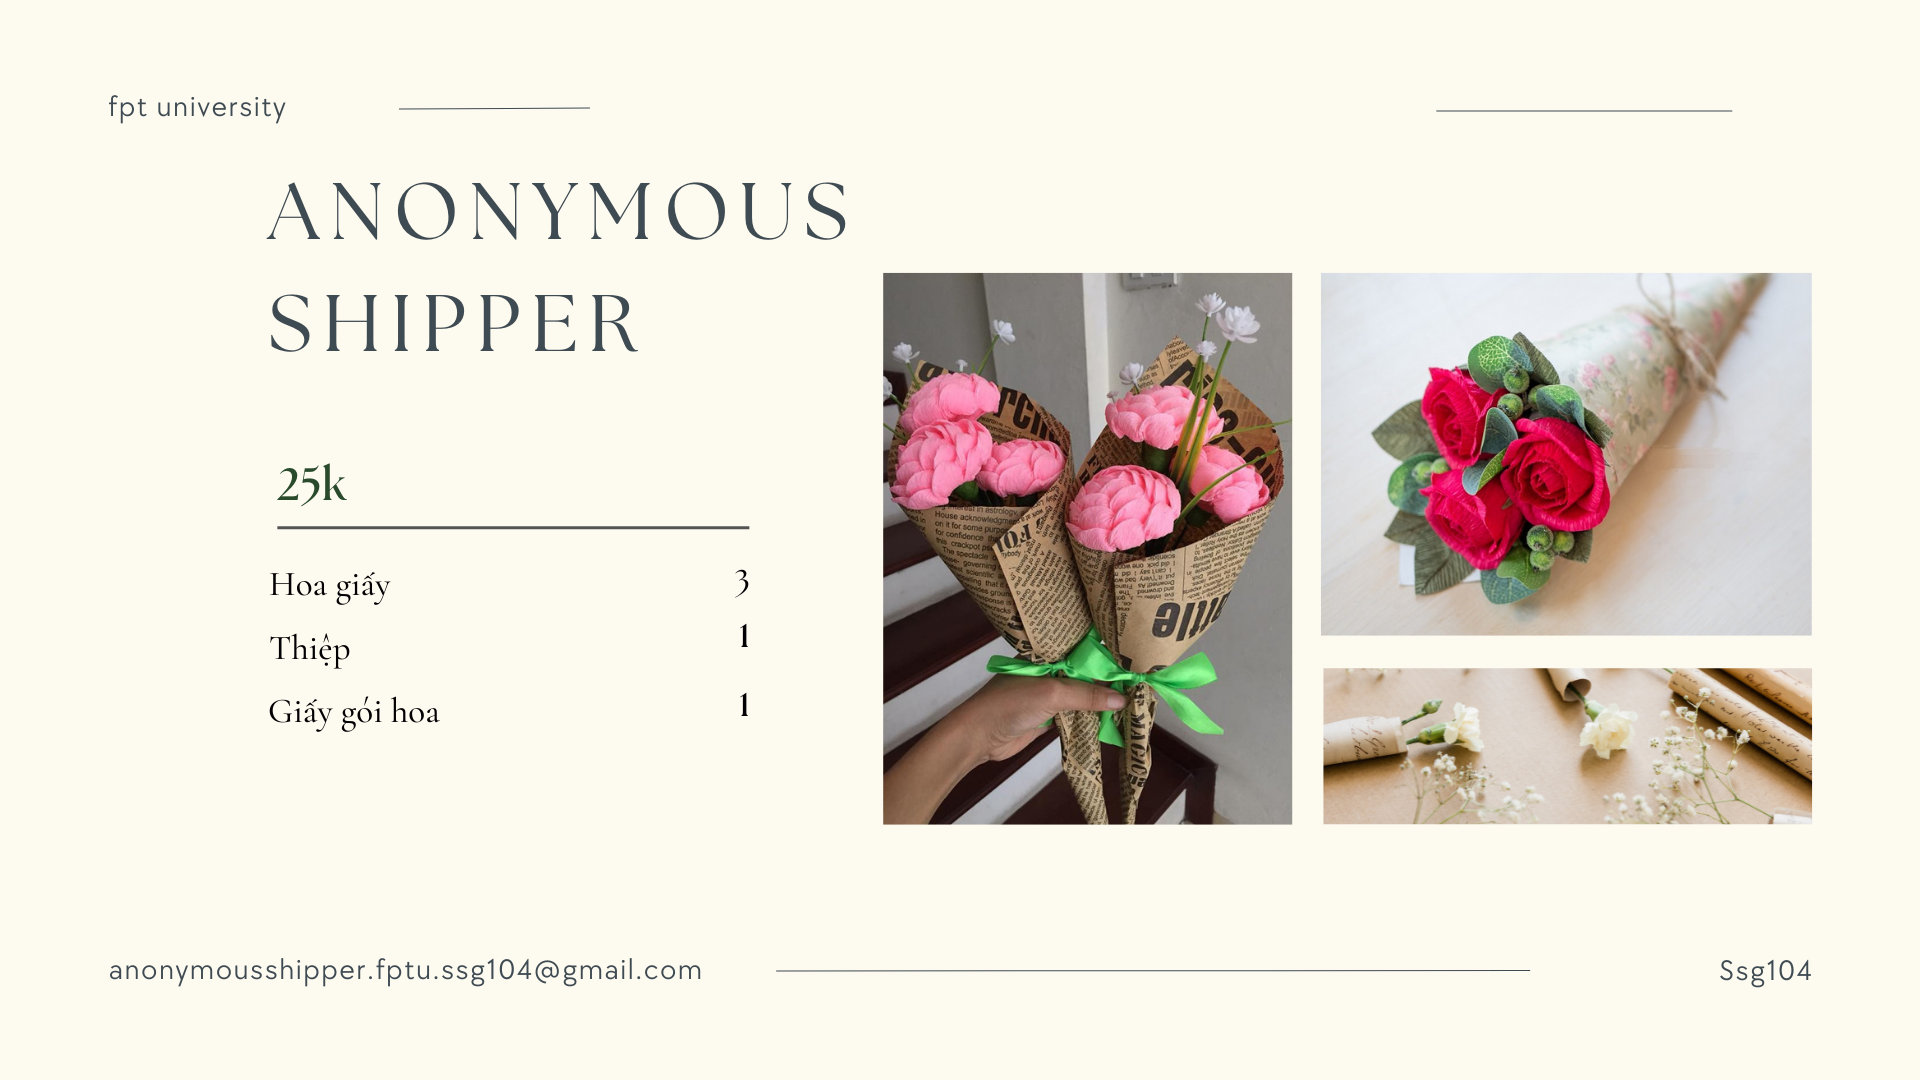 fpt university
ANONYMOUS
SHIPPER
25k
Hoa giấy 3
Thiệp 1
Giấy gói hoa 1
anonymousshipper.fptu.ssg104@gmail.com
Ssg104